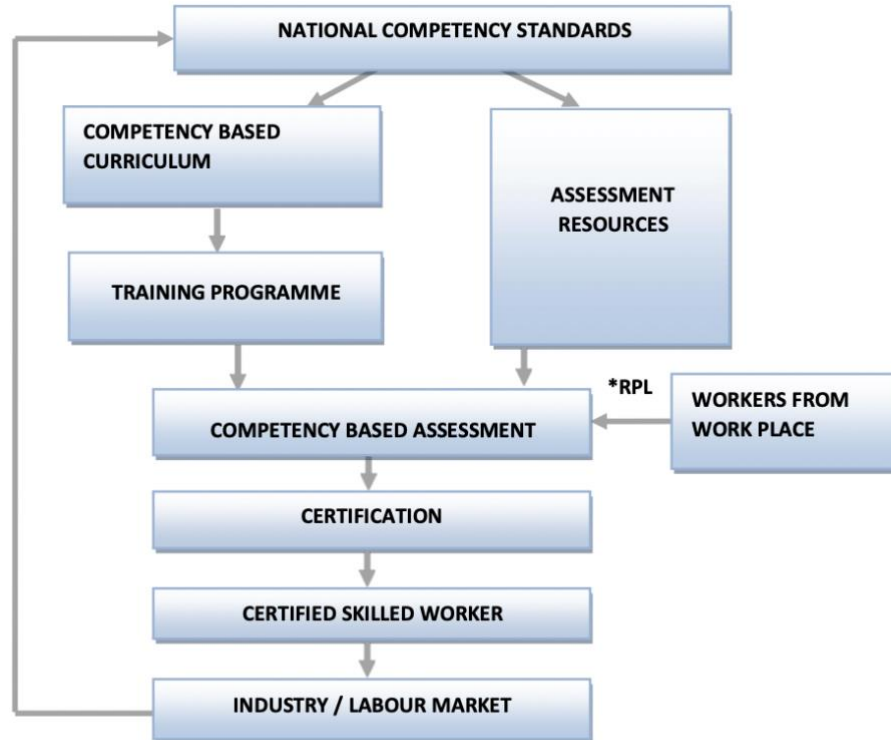 NATIONAL COMPETENCY STANDARDS
COMPETENCY BASED
CURRICULUM
ASSESSMENT
RESOURCES
TRAINING PROGRAMME
*RPL
WORKERS FROM
WORK PLACE
COMPETENCY BASED ASSESSMENT
CERTIFICATION
CERTIFIED SKILLED WORKER
INDUSTRY / LABOUR MARKET